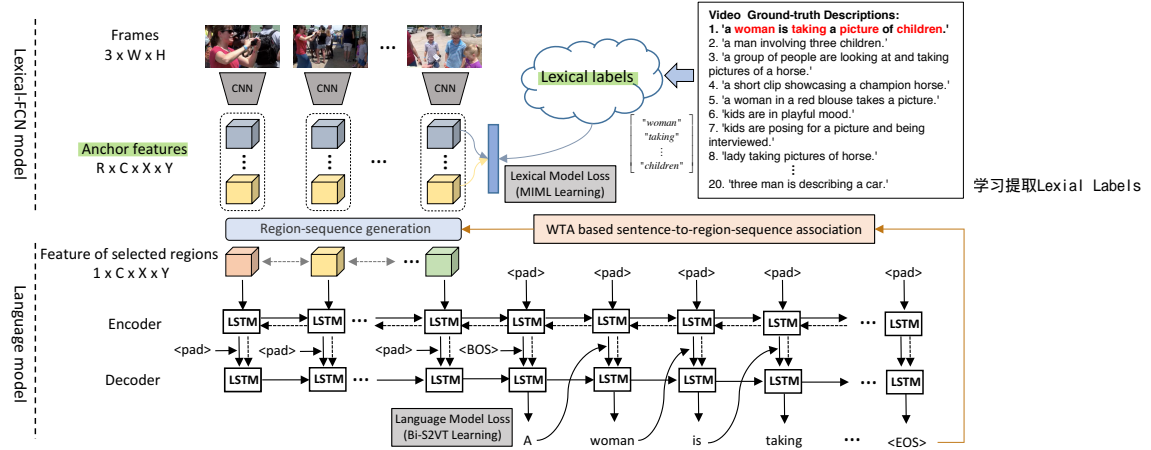 Lexical-FCN model
Frames
3 x W x H
...
CNN
CNN
CNN
Anchor features
R x C x X x Y
...
Lexical labels
"woman"
"taking"
⋮
"children"
Lexical Model Loss
(MIML Learning)
Video Ground-truth Descriptions:
1. 'a woman is taking a picture of children.'
2. 'a man involving three children.'
3. 'a group of people are looking at and taking
pictures of a horse.'
4. 'a short clip showcasing a champion horse.'
5. 'a woman in a red blouse takes a picture.'
6. 'kids are in playful mood.'
7. 'kids are posing for a picture and being
interviewed.'
8. 'lady taking pictures of horse.'
...
20. 'three man is describing a car.'
学习提取Lexial Labels
Region-sequence generation
WTA based sentence-to-region-sequence association
Language model
Feature of selected regions
1 x C x X x Y
...
<pad> <pad> <pad> <pad> <pad>
Encoder
LSTM LSTM ... LSTM LSTM LSTM LSTM LSTM ... LSTM
<pad> <pad> <pad> <BOS>
Decoder
LSTM LSTM ... LSTM LSTM LSTM LSTM LSTM ... LSTM
Language Model Loss
(Bi-S2VT Learning)
A woman is taking ... <EOS>